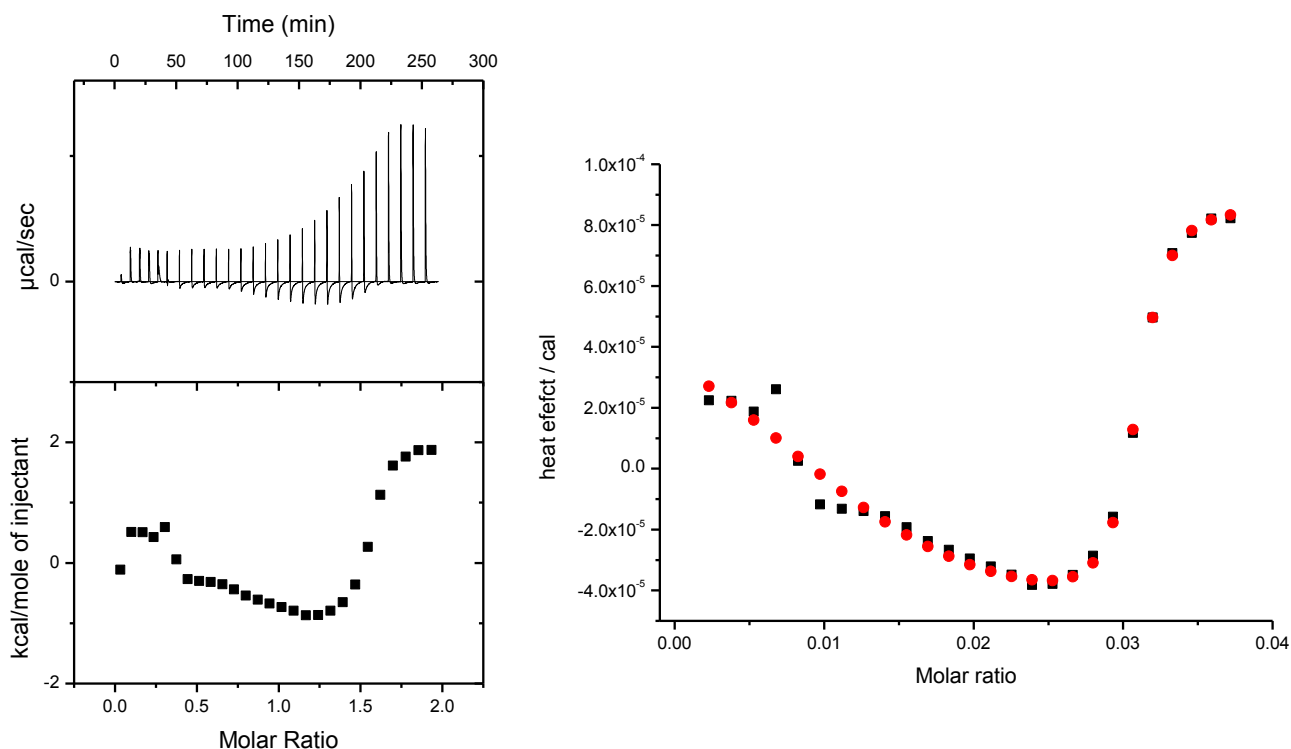 Time (min)
0 50 100 150 200 250 300
µcal/sec
0
kcal/mole of injectant
2
0
-2
0.0 0.5 1.0 1.5 2.0
Molar Ratio
heat efefct / cal
1.0x10⁻⁴
8.0x10⁻⁵
6.0x10⁻⁵
4.0x10⁻⁵
2.0x10⁻⁵
0.0
-2.0x10⁻⁵
-4.0x10⁻⁵
0.00 0.01 0.02 0.03 0.04
Molar ratio